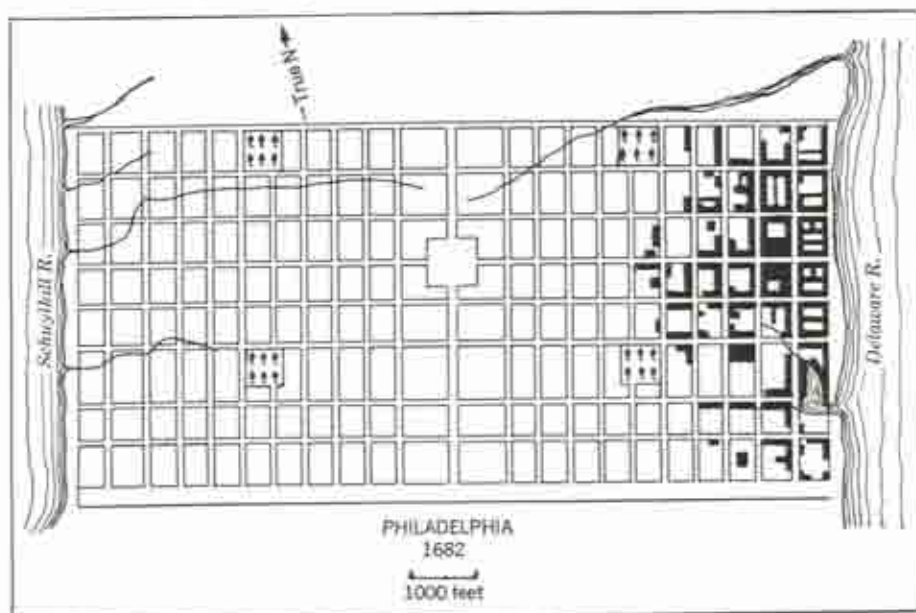 True N
Schuylkill R.
Delaware R.
PHILADELPHIA
1682
1000 feet